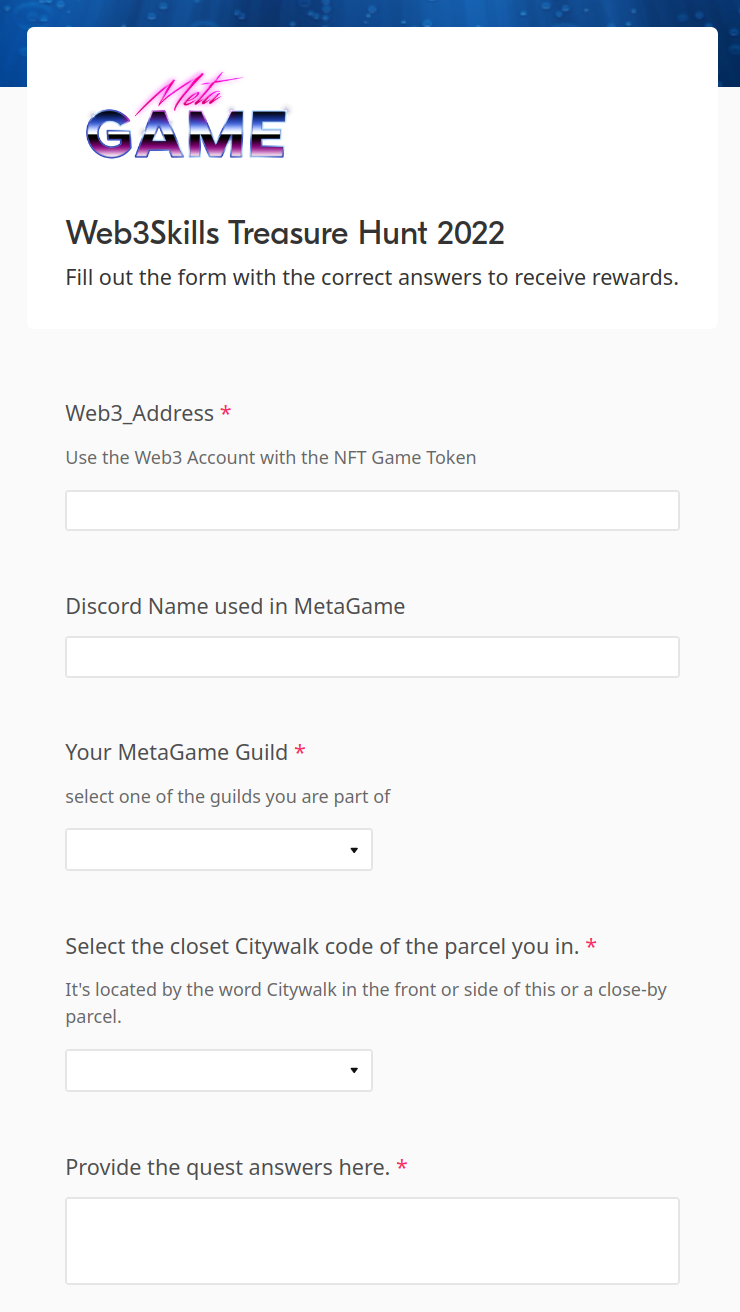 Meta
GAME
Web3Skills Treasure Hunt 2022
Fill out the form with the correct answers to receive rewards.
Web3_Address *
Use the Web3 Account with the NFT Game Token
Discord Name used in MetaGame
Your MetaGame Guild *
select one of the guilds you are part of
Select the closet Citywalk code of the parcel you in. *
It's located by the word Citywalk in the front or side of this or a close-by
parcel.
Provide the quest answers here. *